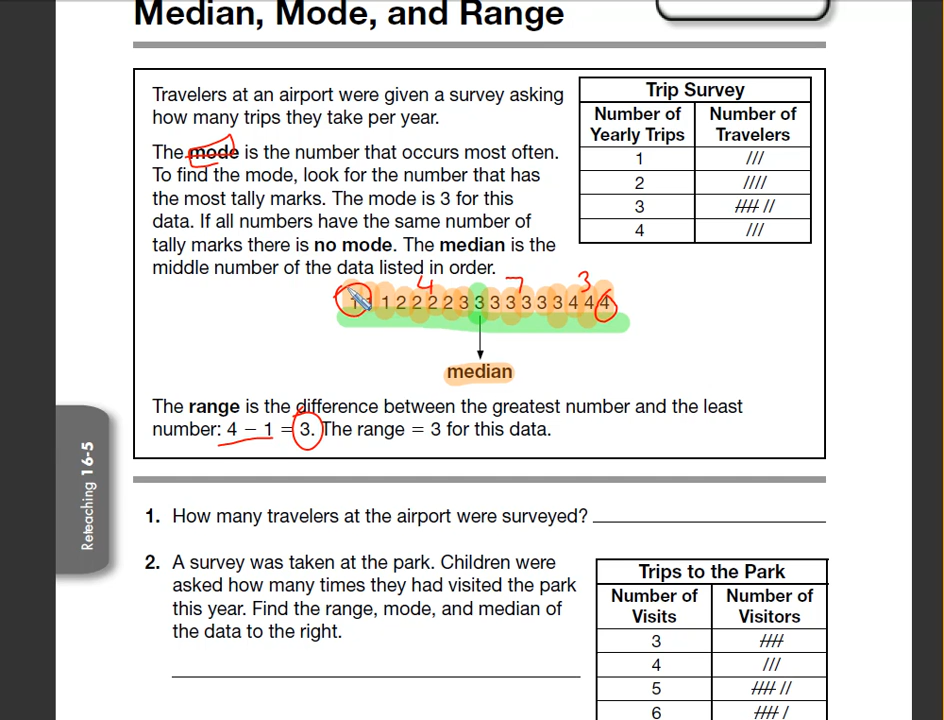 Median, Mode, and Range
Travelers at an airport were given a survey asking
how many trips they take per year.
The mode is the number that occurs most often.
To find the mode, look for the number that has
the most tally marks. The mode is 3 for this
data. If all numbers have the same number of
tally marks there is no mode. The median is the
middle number of the data listed in order.
Trip Survey
Number of Yearly Trips Number of Travelers
1 ///
2 ////
3 //// //
4 ///
4 7 3
1 1 1 2 2 2 2 3 3 3 3 3 3 3 4 4 4
median
The range is the difference between the greatest number and the least
number: 4 − 1 = 3. The range = 3 for this data.
Reteaching 16-5
1. How many travelers at the airport were surveyed?
2. A survey was taken at the park. Children were
asked how many times they had visited the park
this year. Find the range, mode, and median of
the data to the right.
Trips to the Park
Number of Visits Number of Visitors
3 ////
4 ///
5 //// //
6 //// /